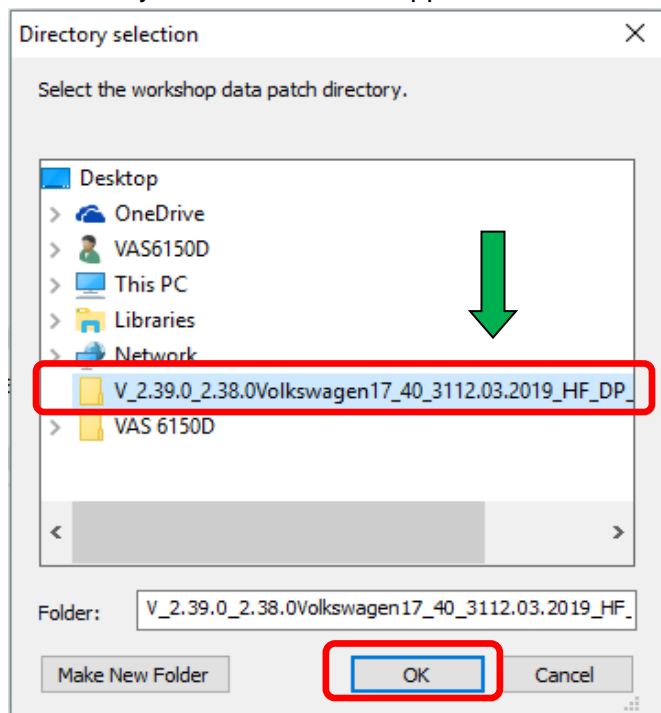 Directory selection
Select the workshop data patch directory.
Desktop
OneDrive
VAS6150D
This PC
Libraries
Network
V_2.39.0_2.38.0Volkswagen17_40_3112.03.2019_HF_DP_
VAS 6150D
Folder: V_2.39.0_2.38.0Volkswagen17_40_3112.03.2019_HF_
Make New Folder OK Cancel